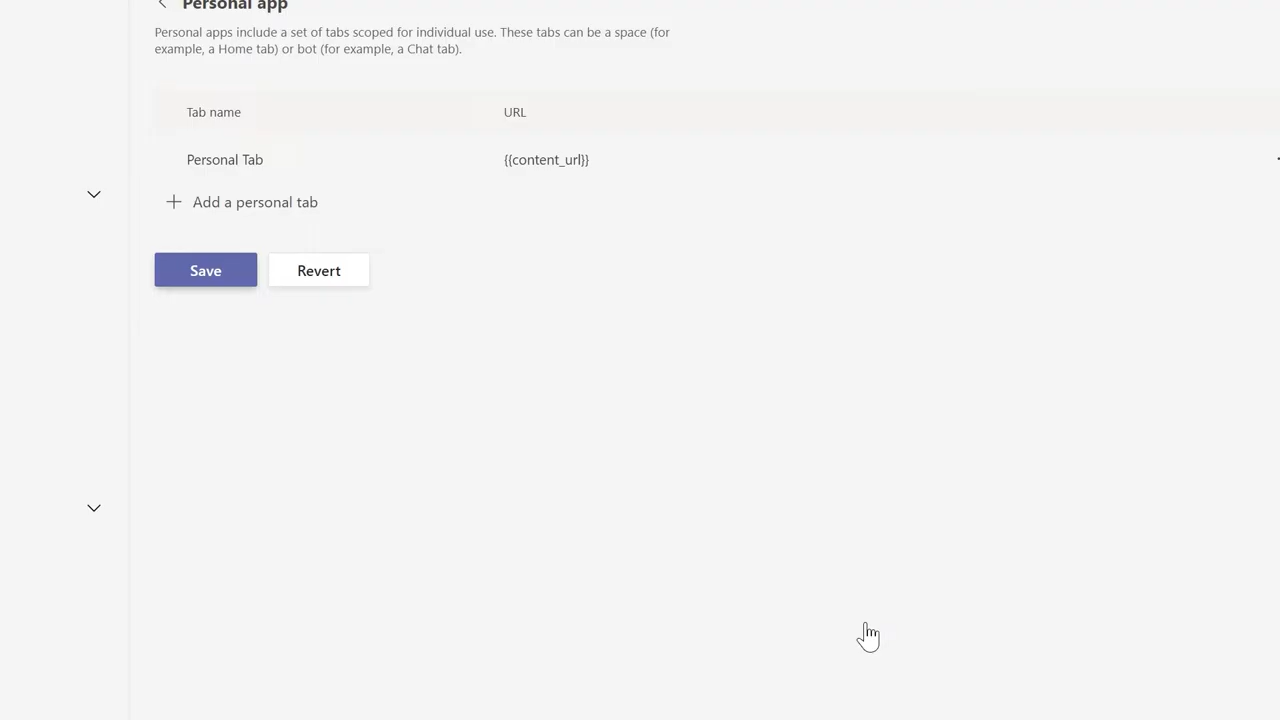 Personal app
Personal apps include a set of tabs scoped for individual use. These tabs can be a space (for
example, a Home tab) or bot (for example, a Chat tab).
Tab name URL
Personal Tab {{content_url}}
Add a personal tab
Save Revert